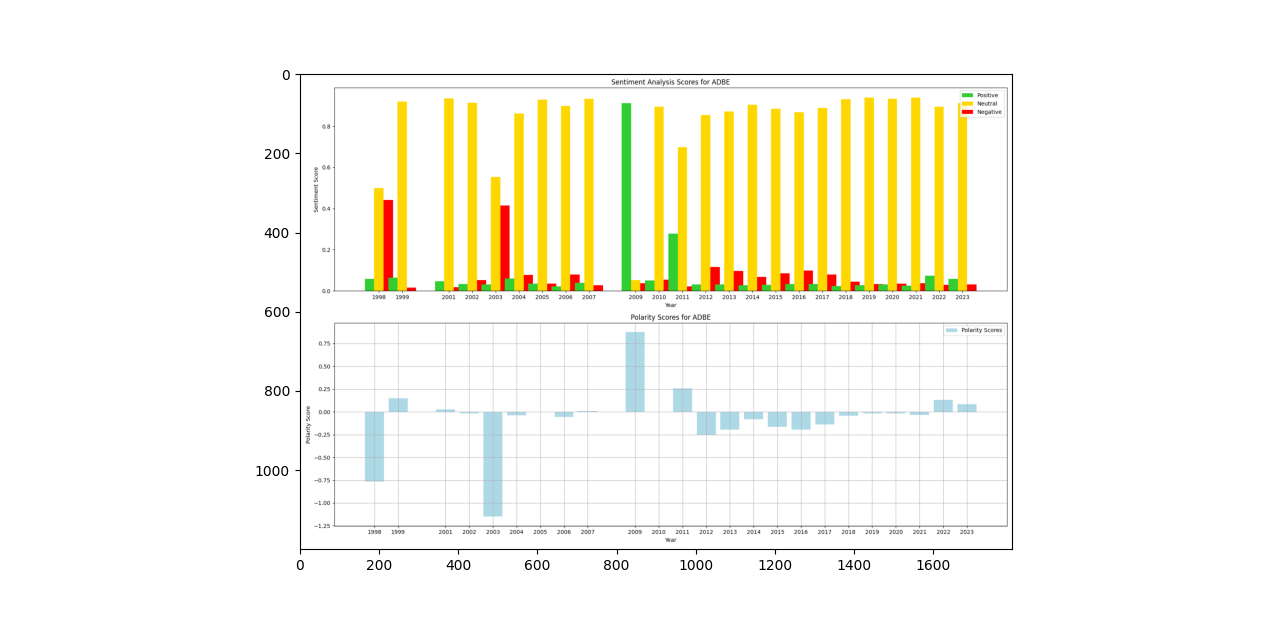 0
200
400
600
800
1000
Sentiment Analysis Scores for ADBE
Positive
Neutral
Negative
Sentiment Score
0.8
0.6
0.4
0.2
0.0
1998 1999 2001 2002 2003 2004 2005 2006 2007 2009 2010 2011 2012 2013 2014 2015 2016 2017 2018 2019 2020 2021 2022 2023
Year
Polarity Scores for ADBE
Polarity Scores
Polarity Score
0.75
0.50
0.25
0.00
−0.25
−0.50
−0.75
−1.00
−1.25
1998 1999 2001 2002 2003 2004 2005 2006 2007 2009 2010 2011 2012 2013 2014 2015 2016 2017 2018 2019 2020 2021 2022 2023
Year
0 200 400 600 800 1000 1200 1400 1600